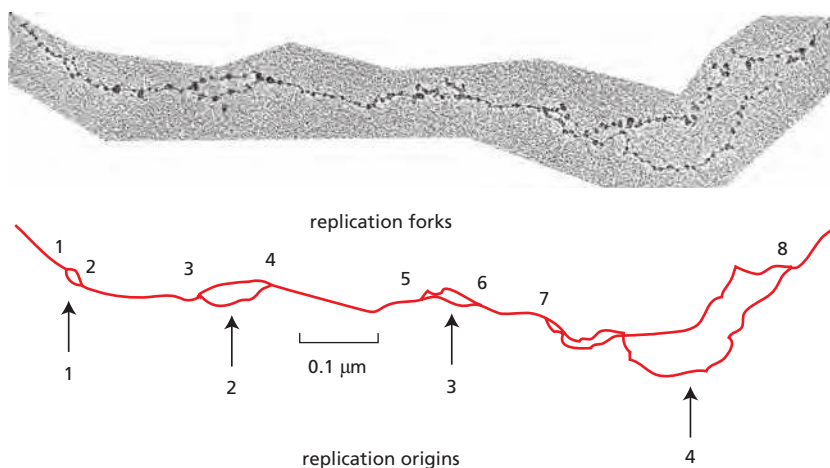 replication forks
1 2 3 4 5 6 7 8
0.1 μm
1 2 3 4
replication origins